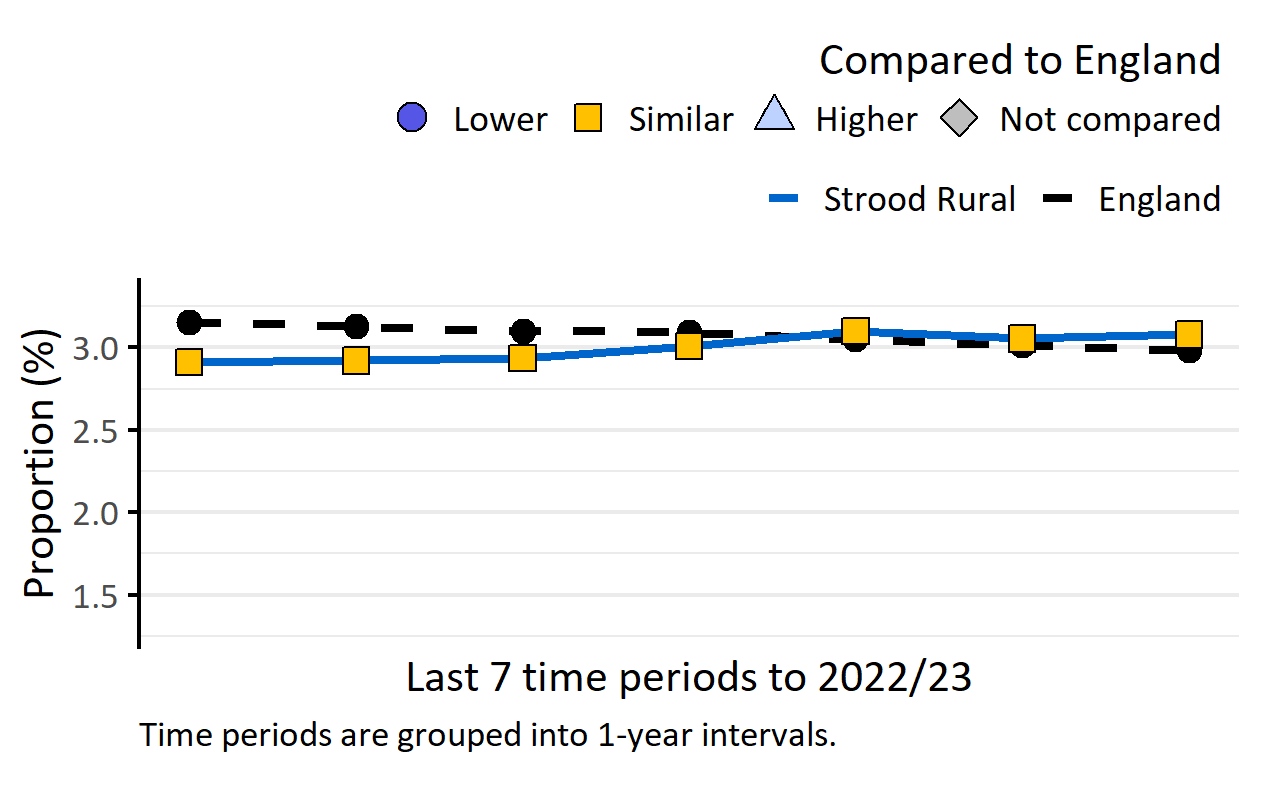 Compared to England
Lower Similar Higher Not compared
Strood Rural England
Proportion (%)
3.0
2.5
2.0
1.5
Last 7 time periods to 2022/23
Time periods are grouped into 1-year intervals.